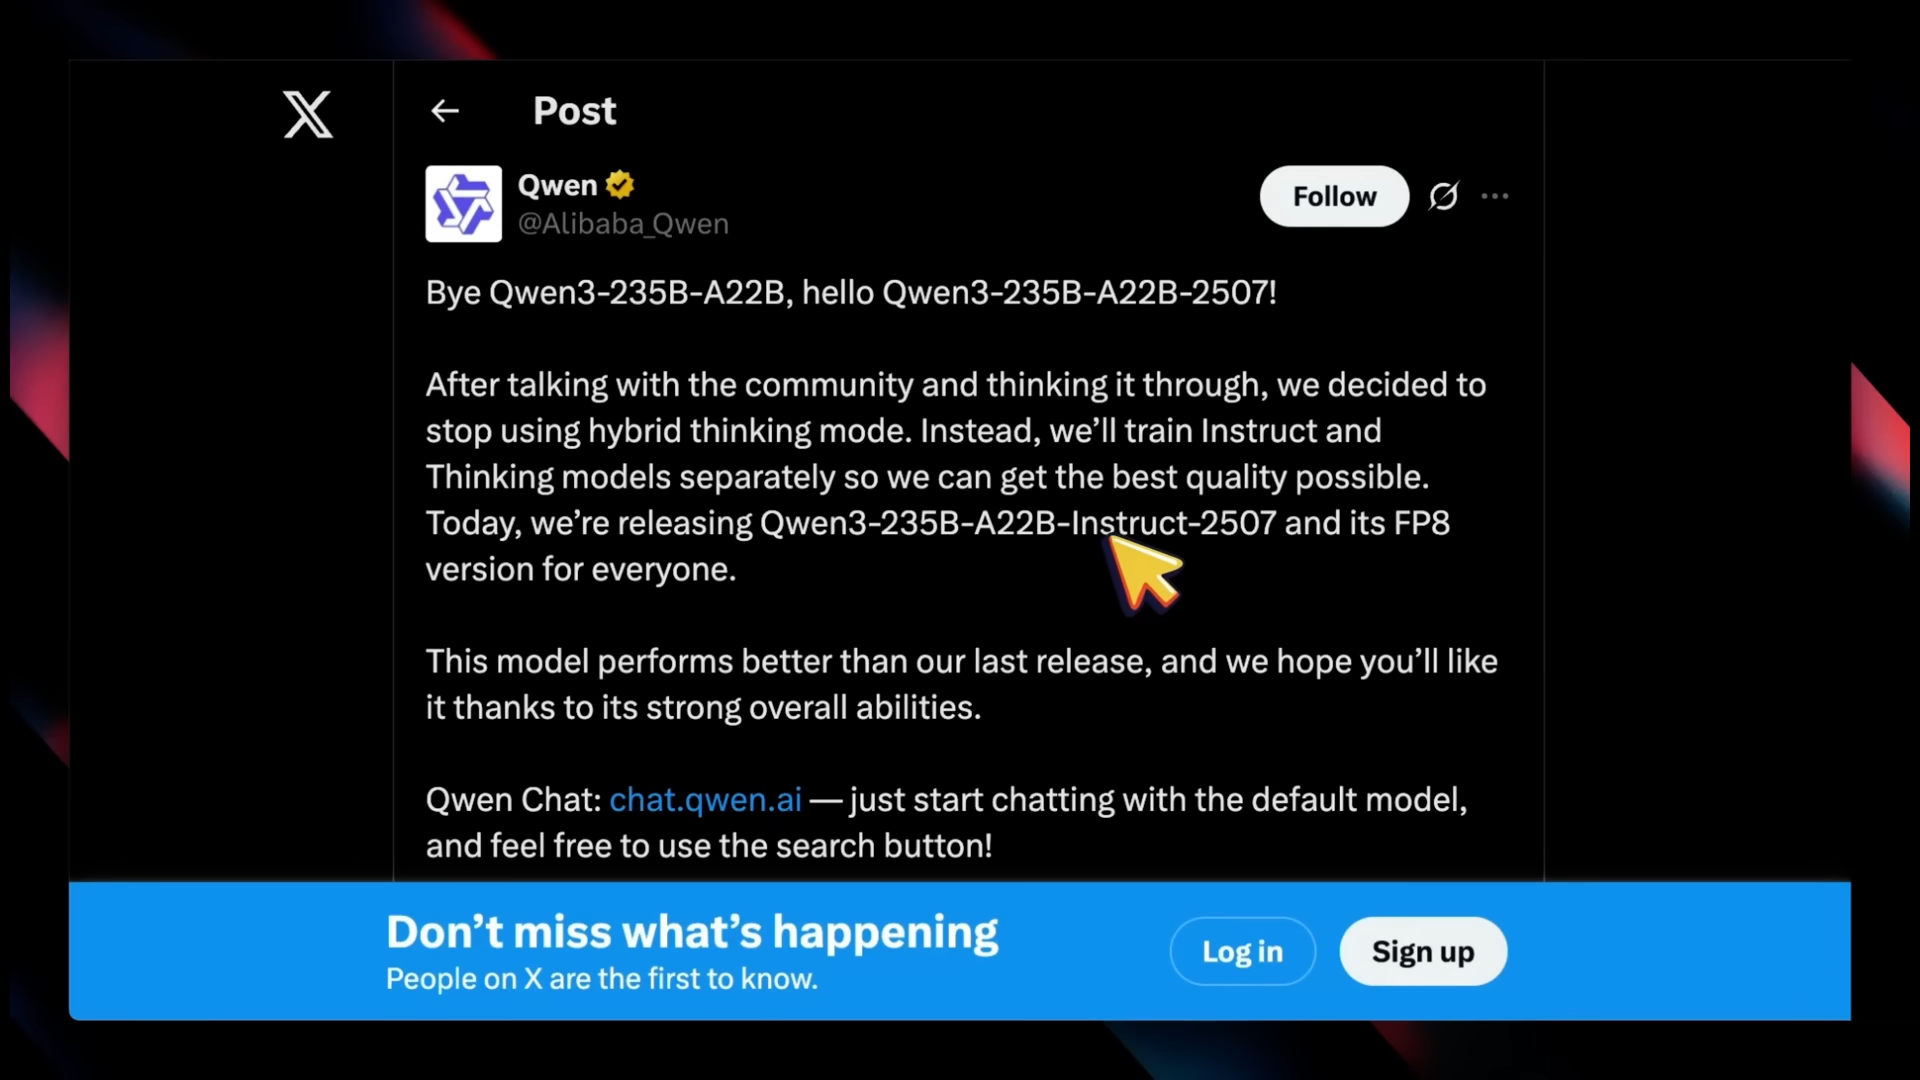 Post
Qwen
@Alibaba_Qwen
Follow
Bye Qwen3-235B-A22B, hello Qwen3-235B-A22B-2507!
After talking with the community and thinking it through, we decided to
stop using hybrid thinking mode. Instead, we’ll train Instruct and
Thinking models separately so we can get the best quality possible.
Today, we’re releasing Qwen3-235B-A22B-Instruct-2507 and its FP8
version for everyone.
This model performs better than our last release, and we hope you’ll like
it thanks to its strong overall abilities.
Qwen Chat: chat.qwen.ai — just start chatting with the default model,
and feel free to use the search button!
Don’t miss what’s happening
People on X are the first to know.
Log in
Sign up